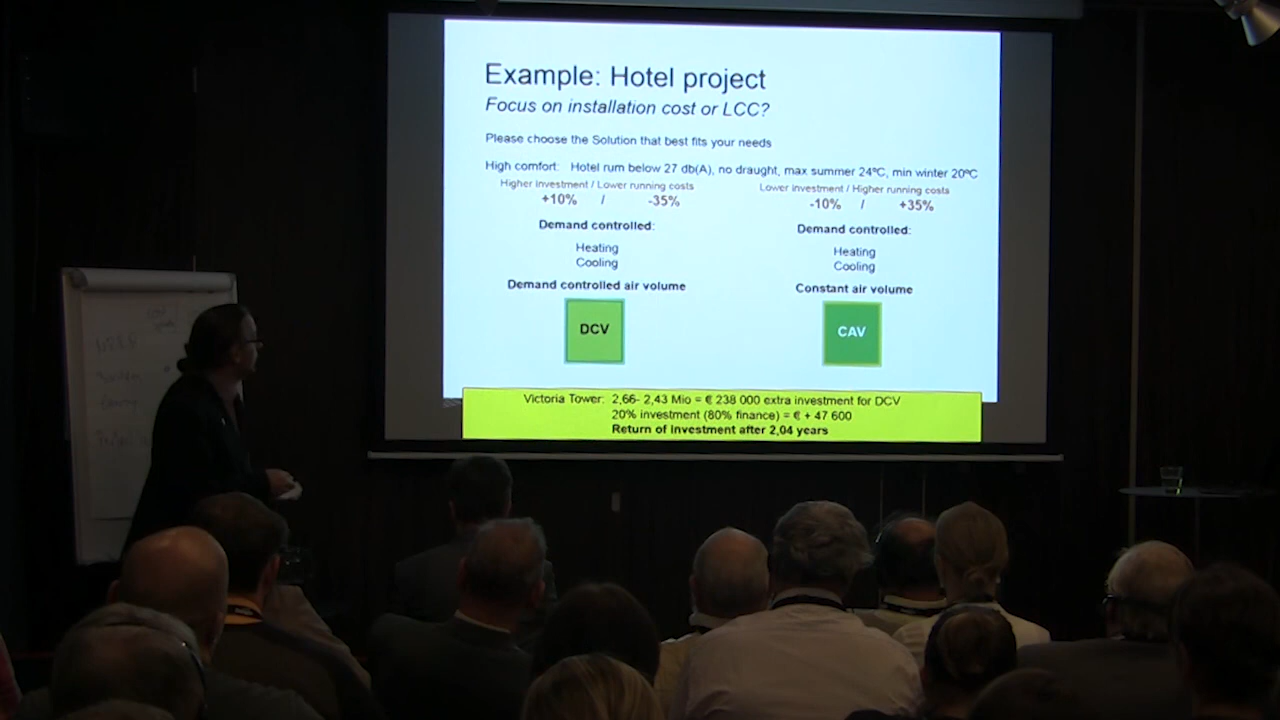 Example: Hotel project
Focus on installation cost or LCC?
Please choose the Solution that best fits your needs
High comfort: Hotel rum below 27 db(A), no draught, max summer 24ºC, min winter 20ºC
Higher investment / Lower running costs
+10% / -35%
Demand controlled:
Heating
Cooling
Demand controlled air volume
DCV
Lower investment / Higher running costs
-10% / +35%
Demand controlled:
Heating
Cooling
Constant air volume
CAV
Victoria Tower: 2,66- 2,43 Mio = € 238 000 extra investment for DCV
20% investment (80% finance) = € + 47 600
Return of Investment after 2,04 years